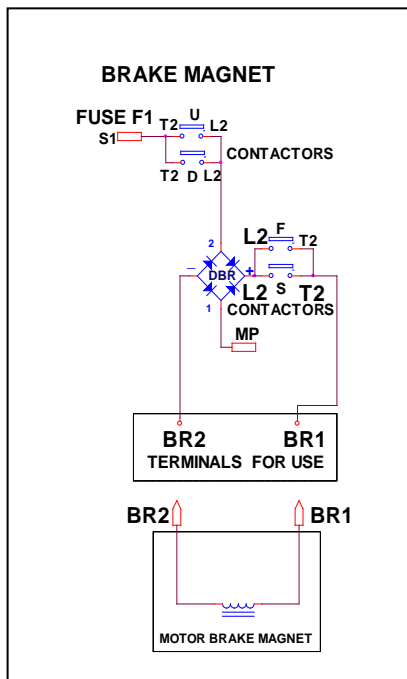 BRAKE MAGNET
FUSE F1
S1
T2 U L2
T2 D L2
CONTACTORS
2
L2 F T2
− DBR +
L2 S T2
CONTACTORS
1
MP
BR2 BR1
TERMINALS FOR USE
BR2 BR1
MOTOR BRAKE MAGNET